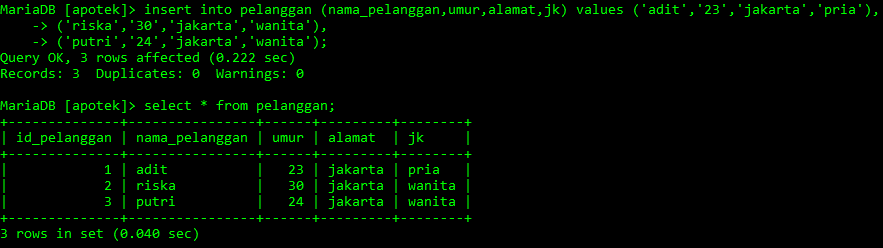 MariaDB [apotek]> insert into pelanggan (nama_pelanggan,umur,alamat,jk) values ('adit','23','jakarta','pria'),
    -> ('riska','30','jakarta','wanita'),
    -> ('putri','24','jakarta','wanita');
Query OK, 3 rows affected (0.222 sec)
Records: 3  Duplicates: 0  Warnings: 0

MariaDB [apotek]> select * from pelanggan;
+--------------+----------------+------+---------+--------+
| id_pelanggan | nama_pelanggan | umur | alamat  | jk     |
+--------------+----------------+------+---------+--------+
|            1 | adit           |   23 | jakarta | pria   |
|            2 | riska          |   30 | jakarta | wanita |
|            3 | putri          |   24 | jakarta | wanita |
+--------------+----------------+------+---------+--------+
3 rows in set (0.040 sec)